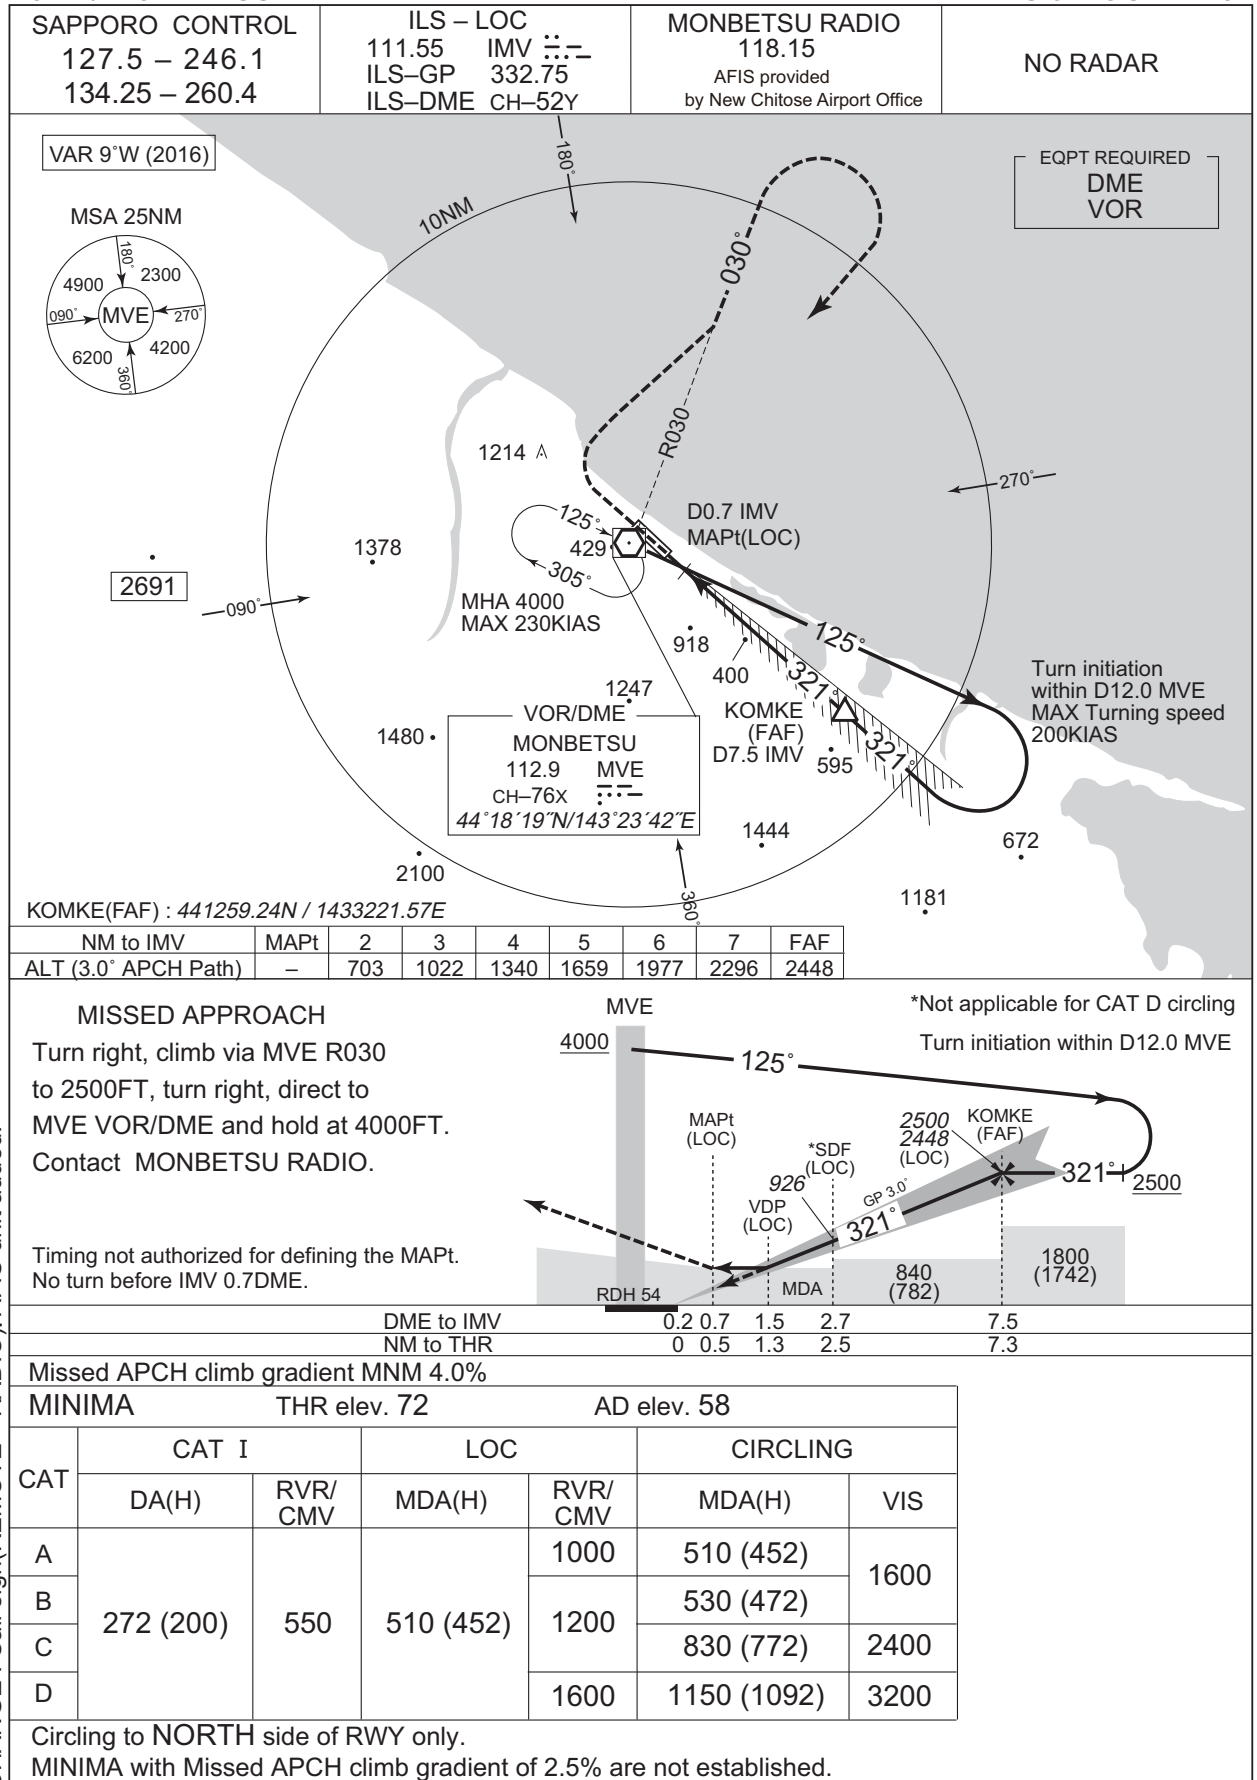 SAPPORO CONTROL
127.5 – 246.1
134.25 – 260.4
ILS – LOC
111.55 IMV
ILS–GP 332.75
ILS–DME CH–52Y
MONBETSU RADIO
118.15
AFIS provided
by New Chitose Airport Office
NO RADAR
VAR 9°W (2016)
EQPT REQUIRED
DME
VOR
MSA 25NM
180°
4900
2300
090°
MVE
270°
6200
4200
360°
10NM
180°
030°
R030
1214
270°
D0.7 IMV
MAPt(LOC)
125°
429
305°
1378
2691
090°
MHA 4000
MAX 230KIAS
918
400
125°
321°
Turn initiation
within D12.0 MVE
MAX Turning speed
200KIAS
1247
KOMKE
(FAF)
D7.5 IMV
321°
595
1480
VOR/DME
MONBETSU
112.9 MVE
CH–76X
44°18´19˝N/143°23´42˝E
1444
672
2100
360°
1181
KOMKE(FAF) : 441259.24N / 1433221.57E
NM to IMV MAPt 2 3 4 5 6 7 FAF
ALT (3.0° APCH Path) – 703 1022 1340 1659 1977 2296 2448
MISSED APPROACH
Turn right, climb via MVE R030
to 2500FT, turn right, direct to
MVE VOR/DME and hold at 4000FT.
Contact MONBETSU RADIO.
Timing not authorized for defining the MAPt.
No turn before IMV 0.7DME.
MVE
*Not applicable for CAT D circling
4000
Turn initiation within D12.0 MVE
125°
MAPt
(LOC)
*SDF
(LOC)
926
VDP
(LOC)
2500
2448
(LOC)
KOMKE
(FAF)
GP 3.0°
321°
321°
2500
RDH 54
MDA
840
(782)
1800
(1742)
DME to IMV 0.2 0.7 1.5 2.7 7.5
NM to THR 0 0.5 1.3 2.5 7.3
Missed APCH climb gradient MNM 4.0%
MINIMA THR elev. 72 AD elev. 58
CAT
CAT I
LOC
CIRCLING
DA(H)
RVR/
CMV
MDA(H)
RVR/
CMV
MDA(H)
VIS
A
1000
510 (452)
1600
B
530 (472)
272 (200)
550
510 (452)
1200
C
830 (772)
2400
D
1600
1150 (1092)
3200
Circling to NORTH side of RWY only.
MINIMA with Missed APCH climb gradient of 2.5% are not established.